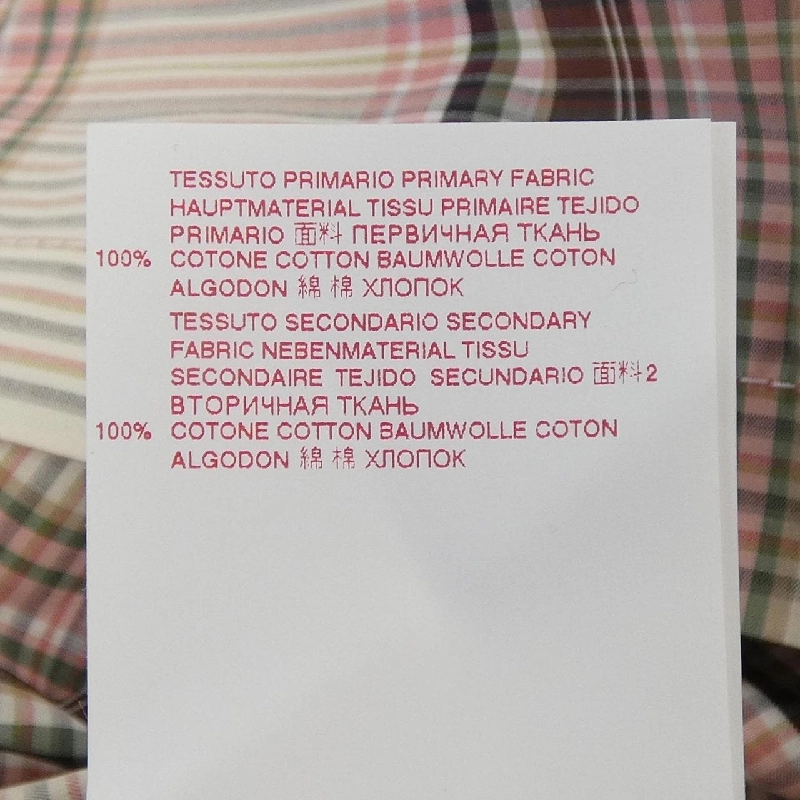 TESSUTO PRIMARIO PRIMARY FABRIC
HAUPTMATERIAL TISSU PRIMAIRE TEJIDO
PRIMARIO 面料 ПЕРВИЧНАЯ ТКАНЬ
100% COTONE COTTON BAUMWOLLE COTON
ALGODON 綿 棉 ХЛОПОК
TESSUTO SECONDARIO SECONDARY
FABRIC NEBENMATERIAL TISSU
SECONDAIRE TEJIDO SECUNDARIO 面料2
ВТОРИЧНАЯ ТКАНЬ
100% COTONE COTTON BAUMWOLLE COTON
ALGODON 綿 棉 ХЛОПОК